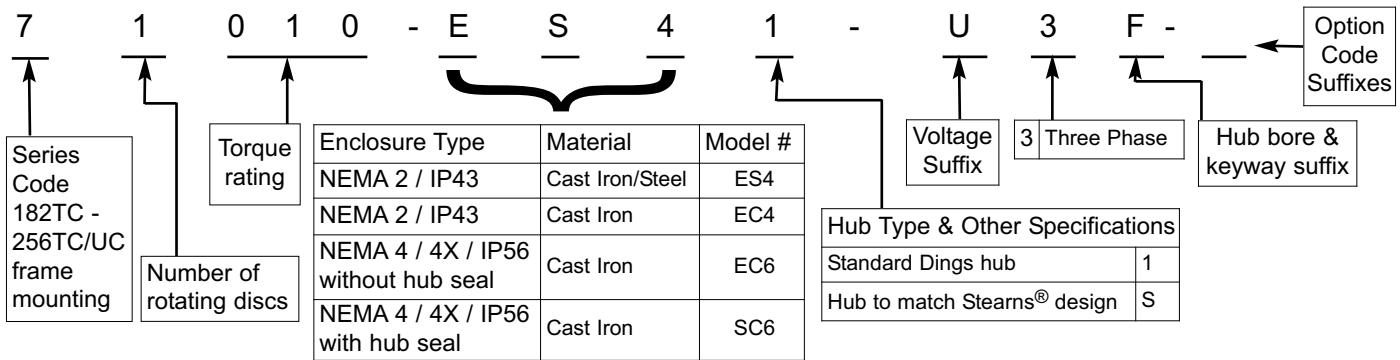 7 1 0 1 0 - E S 4 1 - U 3 F -
Option
Code
Suffixes
Series
Code
182TC -
256TC/UC
frame
mounting
Number of
rotating discs
Torque
rating
Enclosure Type Material Model #
NEMA 2 / IP43 Cast Iron/Steel ES4
NEMA 2 / IP43 Cast Iron EC4
NEMA 4 / 4X / IP56
without hub seal Cast Iron EC6
NEMA 4 / 4X / IP56
with hub seal Cast Iron SC6
Hub Type & Other Specifications
Standard Dings hub 1
Hub to match Stearns® design S
Voltage
Suffix
3 Three Phase
Hub bore &
keyway suffix